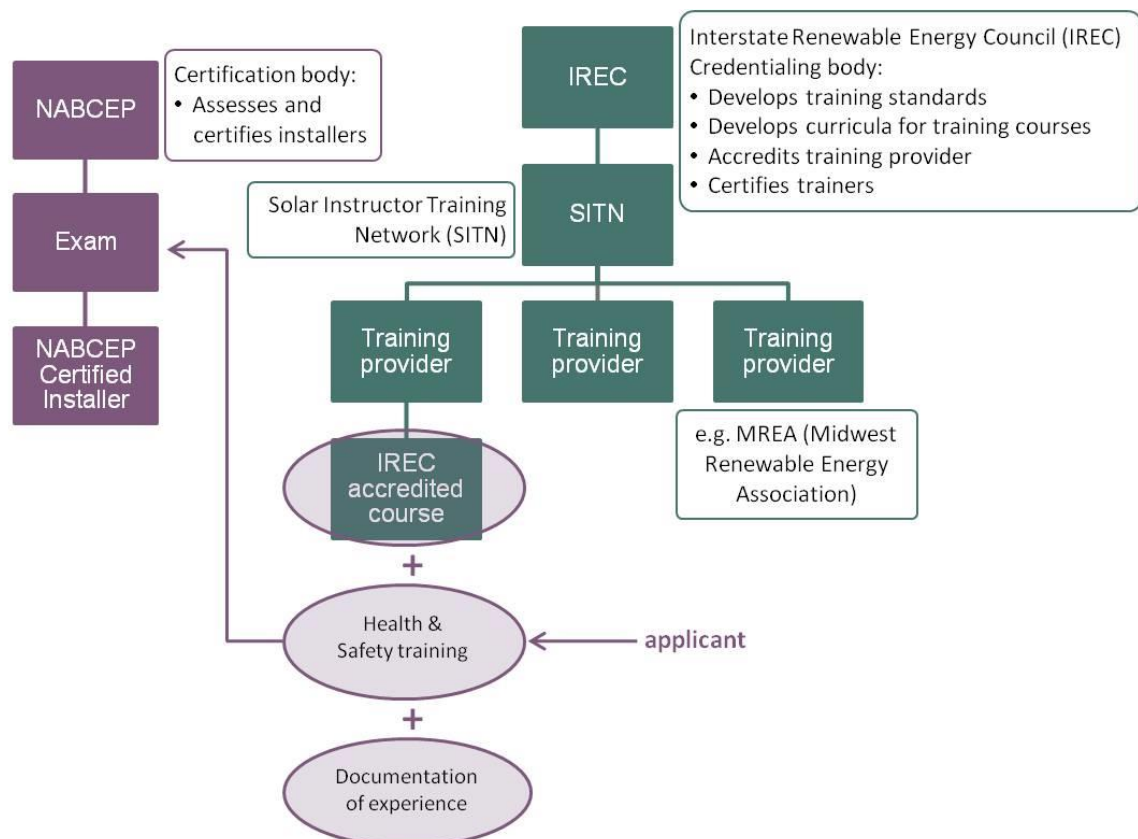 NABCEP
Certification body:
• Assesses and
certifies installers
IREC
Interstate Renewable Energy Council (IREC)
Credentialing body:
• Develops training standards
• Develops curricula for training courses
• Accredits training provider
• Certifies trainers
Exam
Solar Instructor Training
Network (SITN)
SITN
NABCEP
Certified
Installer
Training
provider
Training
provider
Training
provider
e.g. MREA (Midwest
Renewable Energy
Association)
IREC
accredited
course
+
Health &
Safety training
applicant
+
Documentation
of experience